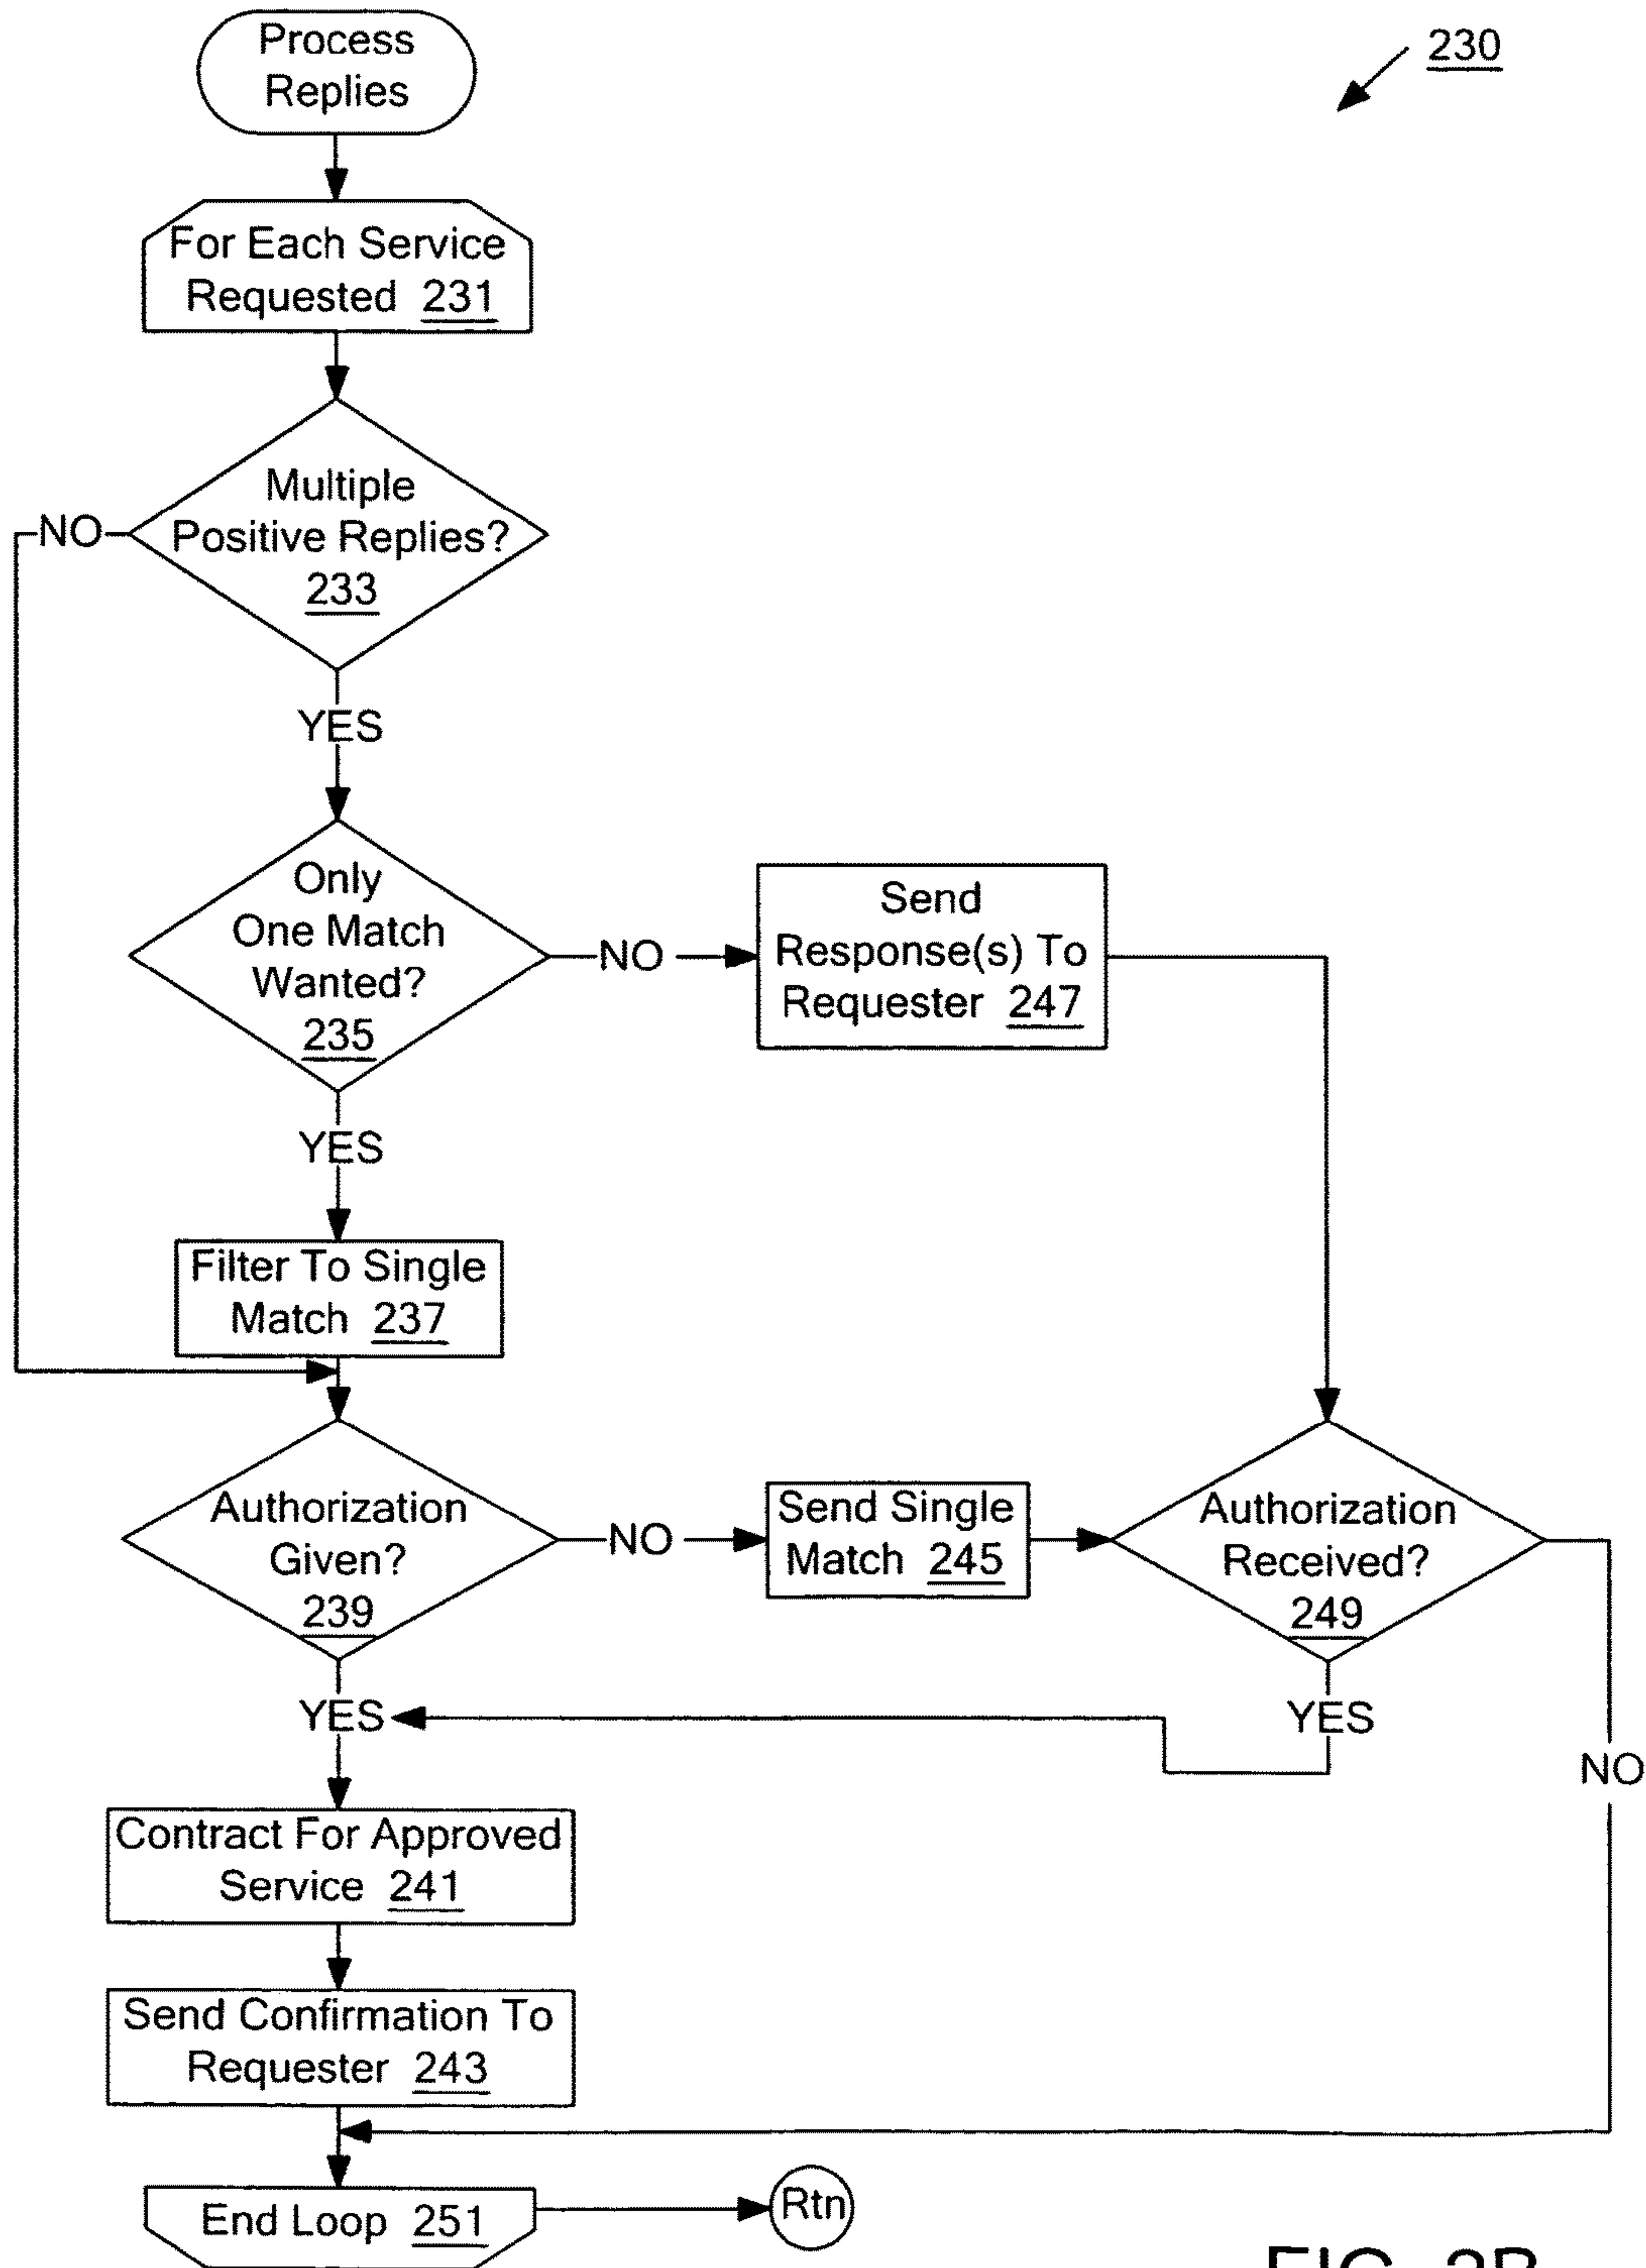 Process
Replies
230
For Each Service
Requested 231
Multiple
Positive Replies?
233
NO
YES
Only
One Match
Wanted?
235
NO
Send
Response(s) To
Requester 247
YES
Filter To Single
Match 237
Authorization
Given?
239
NO
Send Single
Match 245
Authorization
Received?
249
YES
YES
NO
Contract For Approved
Service 241
Send Confirmation To
Requester 243
End Loop 251
Rtn